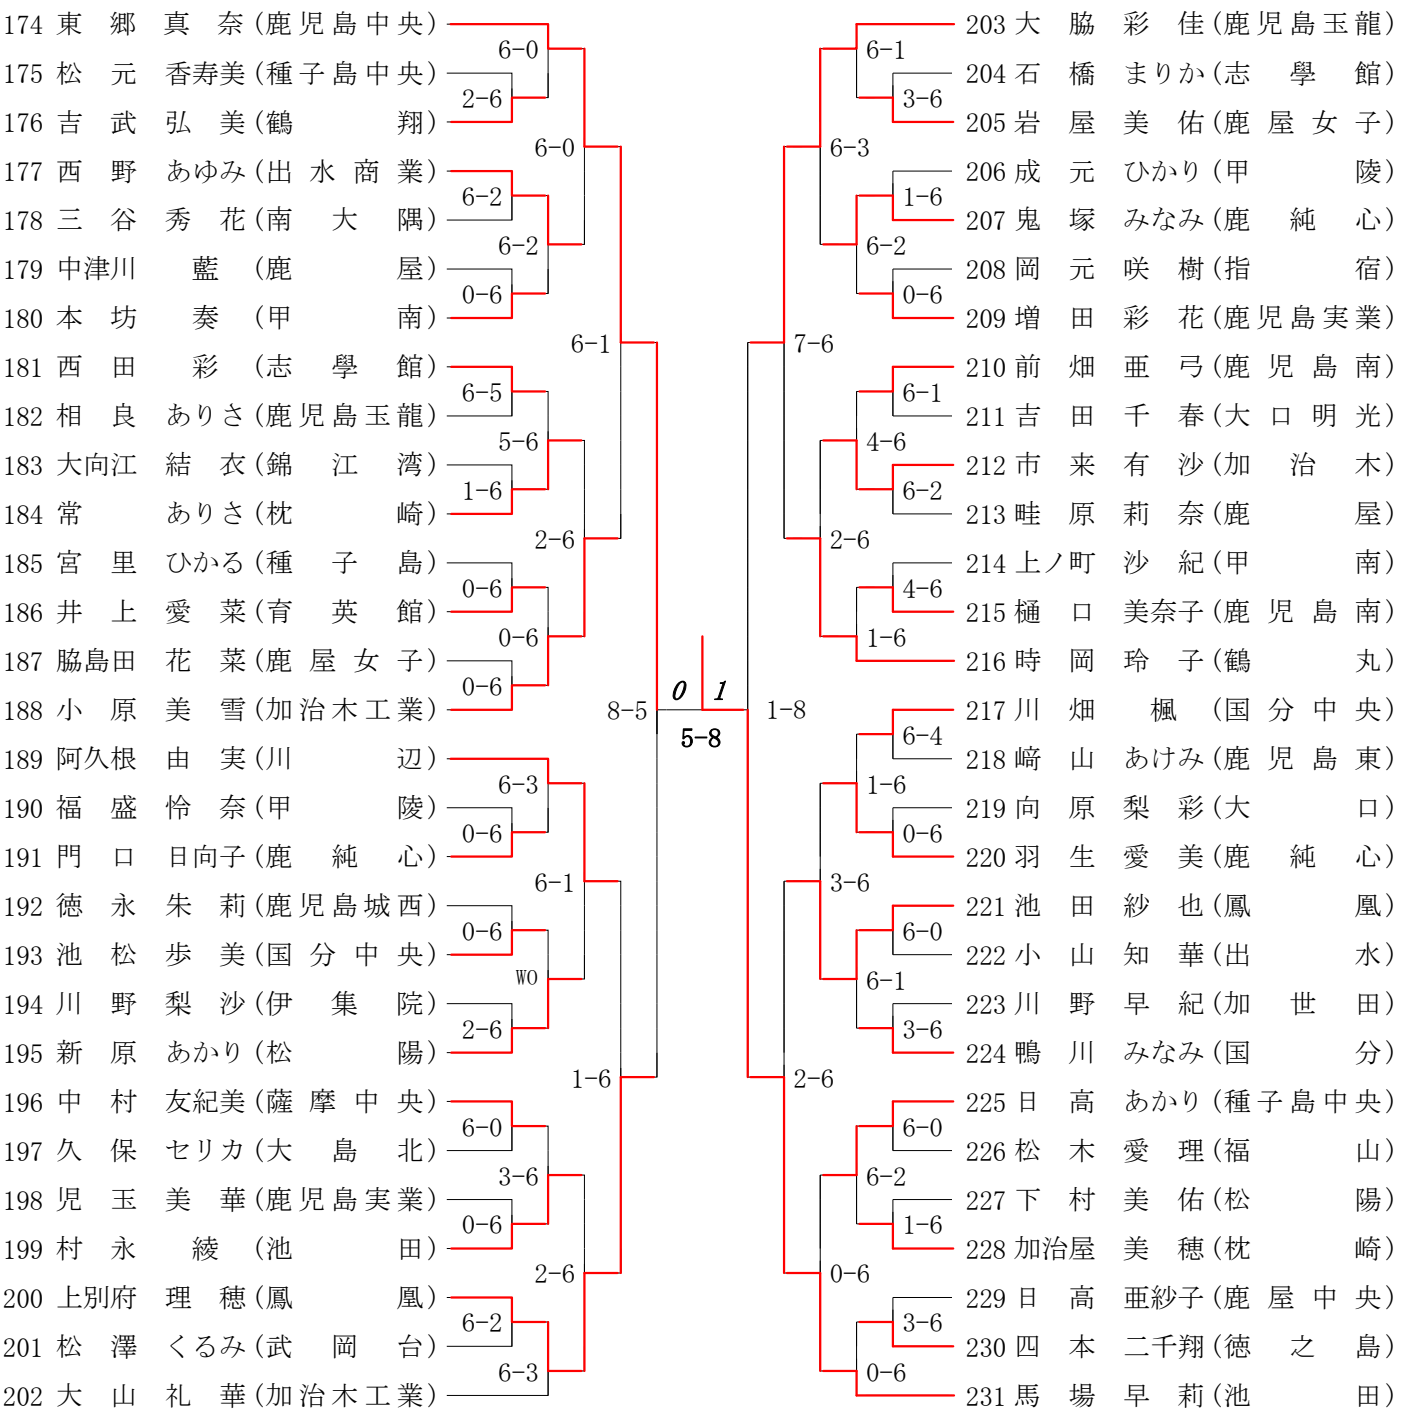 174 東 郷 真 奈 (鹿児島中央)
6-0
175 松 元 香寿美 (種子島中央)
2-6
176 吉 武 弘 美 (鶴 翔)
6-0
177 西 野 あゆみ (出水商業)
6-2
178 三 谷 秀 花 (南大隅)
6-2
179 中津川 藍 (鹿 屋)
0-6
180 本 坊 奏 (甲 南)
6-1
181 西 田 彩 (志學館)
6-5
182 相 良 ありさ (鹿児島玉龍)
5-6
183 大向江 結 衣 (錦江湾)
1-6
184 常 ありさ (枕 崎)
2-6
185 宮 里 ひかる (種子島)
0-6
186 井 上 愛 菜 (育英館)
0-6
187 脇島田 花 菜 (鹿屋女子)
0-6
188 小 原 美 雪 (加治木工業)
8-5
189 阿久根 由 実 (川 辺)
6-3
190 福 盛 怜 奈 (甲 陵)
0-6
191 門 口 日向子 (鹿純心)
6-1
192 徳 永 朱 莉 (鹿児島城西)
0-6
193 池 松 歩 美 (国分中央)
WO
194 川 野 梨 沙 (伊集院)
2-6
195 新 原 あかり (松 陽)
1-6
196 中 村 友紀美 (薩摩中央)
6-0
197 久 保 セリカ (大島北)
3-6
198 児 玉 美 華 (鹿児島実業)
0-6
199 村 永 綾 (池 田)
2-6
200 上別府 理 穂 (鳳 凰)
6-2
201 松 澤 くるみ (武岡台)
6-3
202 大 山 礼 華 (加治木工業)
0 1
5-8
203 大 脇 彩 佳 (鹿児島玉龍)
6-1
204 石 橋 まりか (志學館)
3-6
205 岩 屋 美 佑 (鹿屋女子)
6-3
206 成 元 ひかり (甲 陵)
1-6
207 鬼 塚 みなみ (鹿純心)
6-2
208 岡 元 咲 樹 (指 宿)
0-6
209 増 田 彩 花 (鹿児島実業)
7-6
210 前 畑 亜 弓 (鹿児島南)
6-1
211 吉 田 千 春 (大口明光)
4-6
212 市 来 有 沙 (加治木)
6-2
213 畦 原 莉 奈 (鹿 屋)
2-6
214 上ノ町 沙 紀 (甲 南)
4-6
215 樋 口 美奈子 (鹿児島南)
1-6
216 時 岡 玲 子 (鶴 丸)
1-8
217 川 畑 楓 (国分中央)
6-4
218 﨑 山 あけみ (鹿児島東)
1-6
219 向 原 梨 彩 (大 口)
0-6
220 羽 生 愛 美 (鹿純心)
3-6
221 池 田 紗 也 (鳳 凰)
6-0
222 小 山 知 華 (出 水)
6-1
223 川 野 早 紀 (加世田)
3-6
224 鴨 川 みなみ (国 分)
2-6
225 日 高 あかり (種子島中央)
6-0
226 松 木 愛 理 (福 山)
6-2
227 下 村 美 佑 (松 陽)
1-6
228 加治屋 美 穂 (枕 崎)
0-6
229 日 高 亜紗子 (鹿屋中央)
3-6
230 四 本 二千翔 (徳之島)
0-6
231 馬 場 早 莉 (池 田)